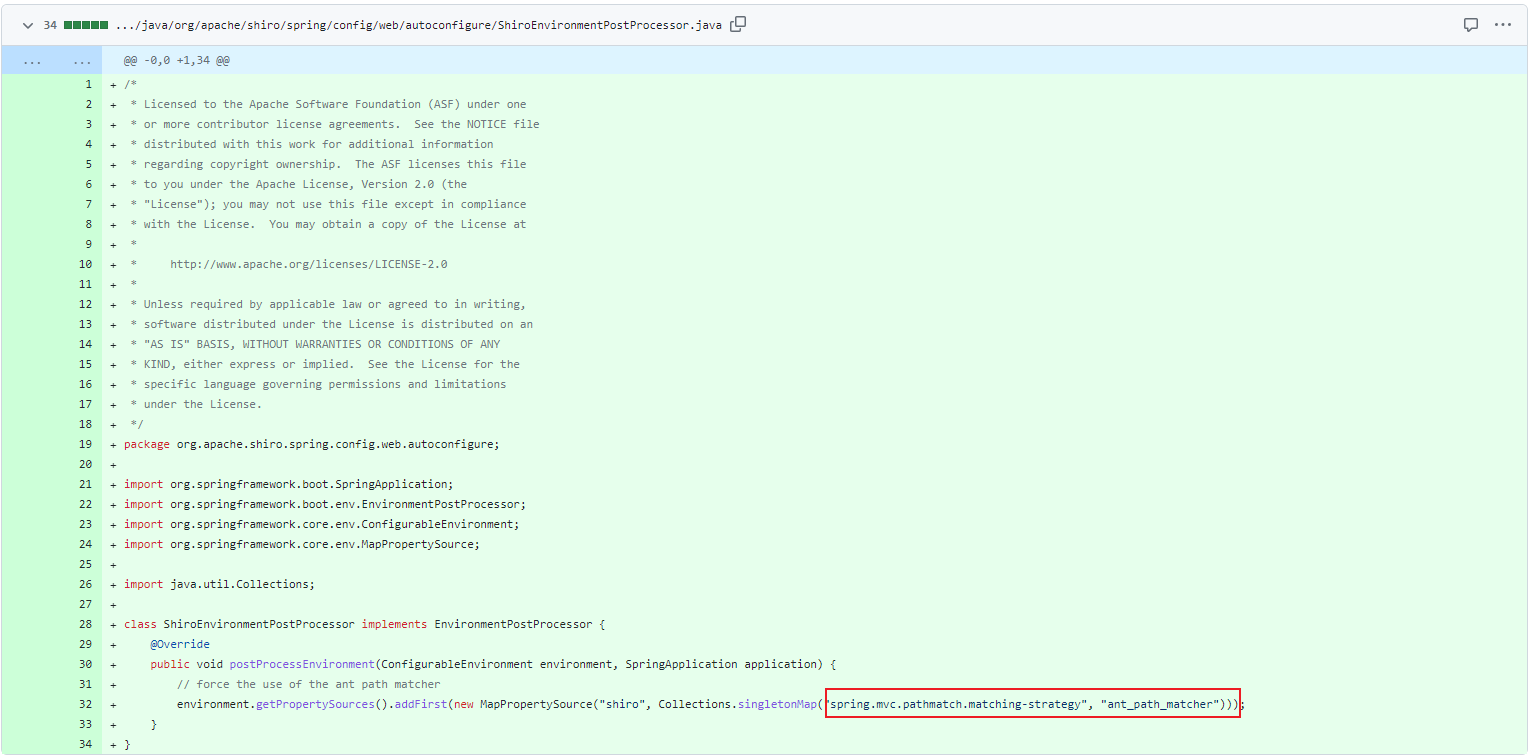 34 .../java/org/apache/shiro/spring/config/web/autoconfigure/ShiroEnvironmentPostProcessor.java
... ... @@ -0,0 +1,34 @@
1 + /*
2 + * Licensed to the Apache Software Foundation (ASF) under one
3 + * or more contributor license agreements.  See the NOTICE file
4 + * distributed with this work for additional information
5 + * regarding copyright ownership.  The ASF licenses this file
6 + * to you under the Apache License, Version 2.0 (the
7 + * "License"); you may not use this file except in compliance
8 + * with the License.  You may obtain a copy of the License at
9 + *
10 + *     http://www.apache.org/licenses/LICENSE-2.0
11 + *
12 + * Unless required by applicable law or agreed to in writing,
13 + * software distributed under the License is distributed on an
14 + * "AS IS" BASIS, WITHOUT WARRANTIES OR CONDITIONS OF ANY
15 + * KIND, either express or implied.  See the License for the
16 + * specific language governing permissions and limitations
17 + * under the License.
18 + */
19 + package org.apache.shiro.spring.config.web.autoconfigure;
20 +
21 + import org.springframework.boot.SpringApplication;
22 + import org.springframework.boot.env.EnvironmentPostProcessor;
23 + import org.springframework.core.env.ConfigurableEnvironment;
24 + import org.springframework.core.env.MapPropertySource;
25 +
26 + import java.util.Collections;
27 +
28 + class ShiroEnvironmentPostProcessor implements EnvironmentPostProcessor {
29 +     @Override
30 +     public void postProcessEnvironment(ConfigurableEnvironment environment, SpringApplication application) {
31 +         // force the use of the ant path matcher
32 +         environment.getPropertySources().addFirst(new MapPropertySource("shiro", Collections.singletonMap("spring.mvc.pathmatch.matching-strategy", "ant_path_matcher")));
33 +     }
34 + }